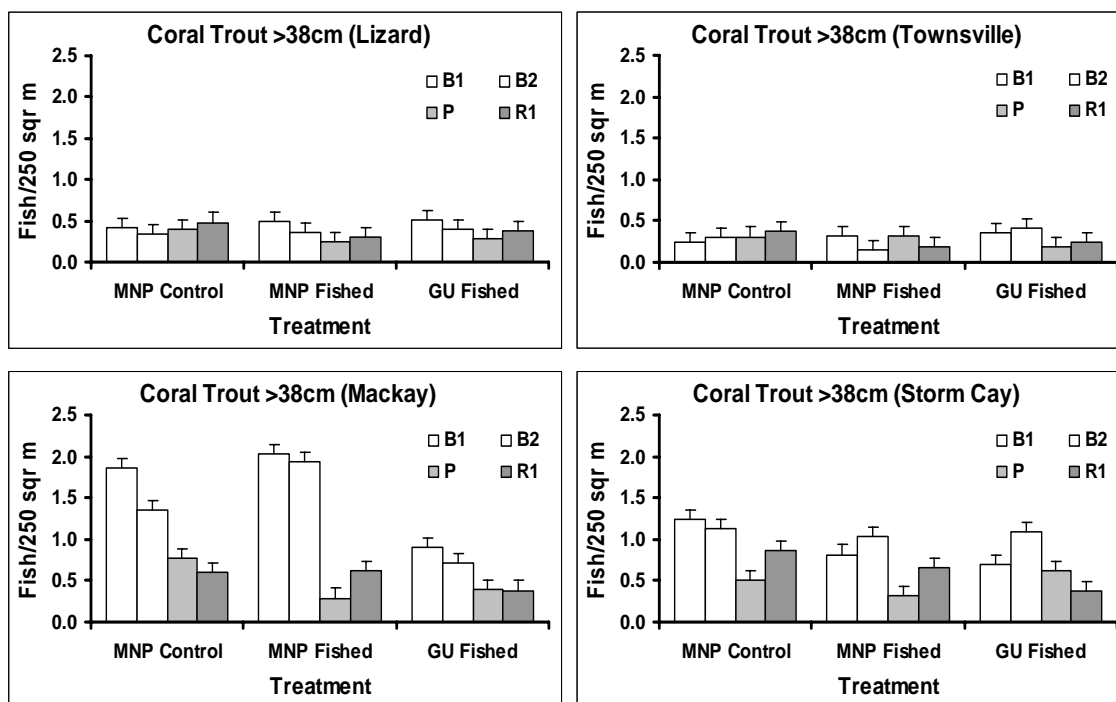 Coral Trout >38cm (Lizard)
Fish/250 sqr m
2.5
2.0
1.5
1.0
0.5
0.0
B1 B2
P R1
MNP Control MNP Fished GU Fished
Treatment
Coral Trout >38cm (Townsville)
Fish/250 sqr m
2.5
2.0
1.5
1.0
0.5
0.0
B1 B2
P R1
MNP Control MNP Fished GU Fished
Treatment
Coral Trout >38cm (Mackay)
Fish/250 sqr m
2.5
2.0
1.5
1.0
0.5
0.0
B1 B2
P R1
MNP Control MNP Fished GU Fished
Treatment
Coral Trout >38cm (Storm Cay)
Fish/250 sqr m
2.5
2.0
1.5
1.0
0.5
0.0
B1 B2
P R1
MNP Control MNP Fished GU Fished
Treatment